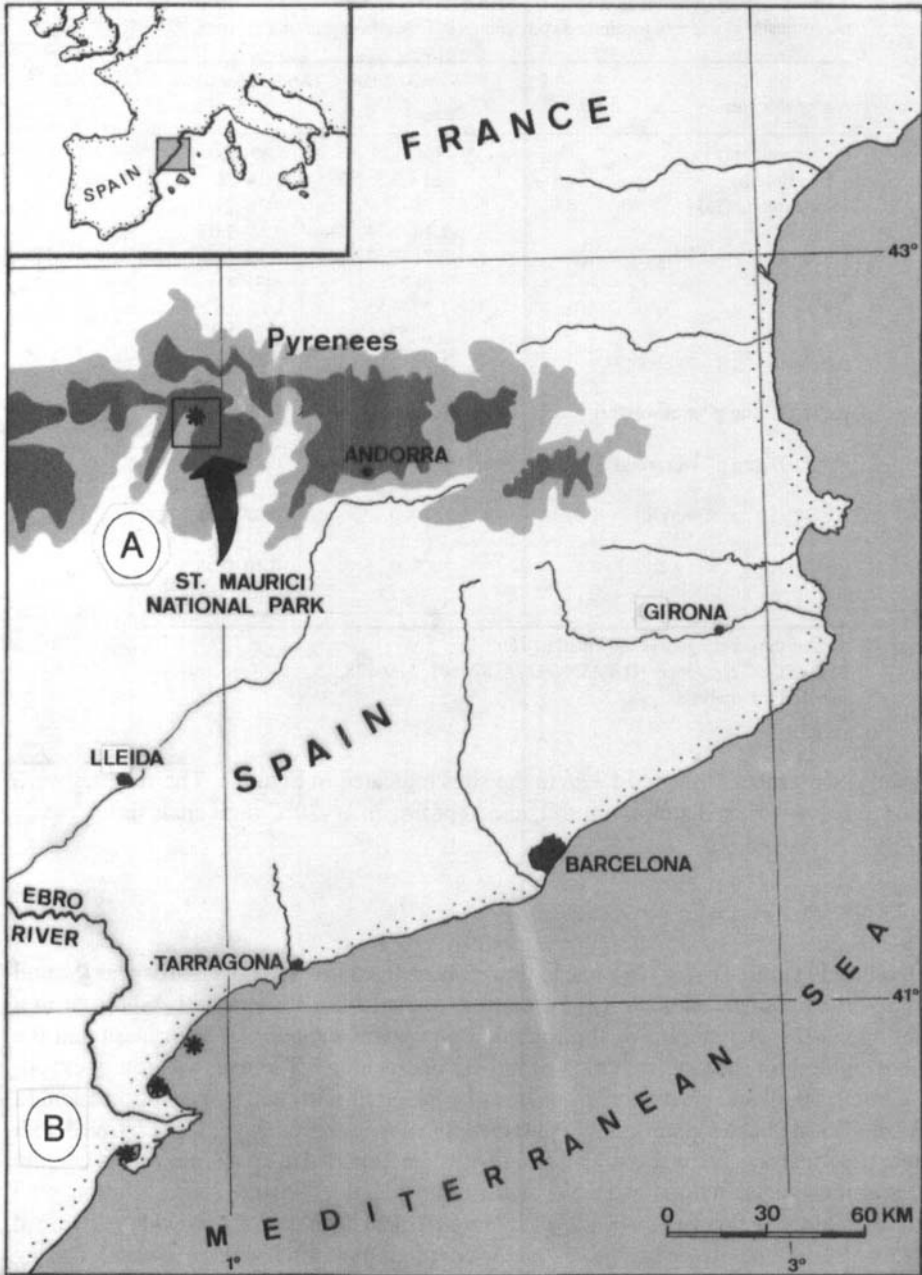 SPAIN
FRANCE
43°
Pyrenees
ANDORRA
A
ST. MAURICI
NATIONAL PARK
GIRONA
SPAIN
LLEIDA
BARCELONA
EBRO
RIVER
TARRAGONA
41°
B
MEDITERRANEAN SEA
0 30 60 KM
1°
3°